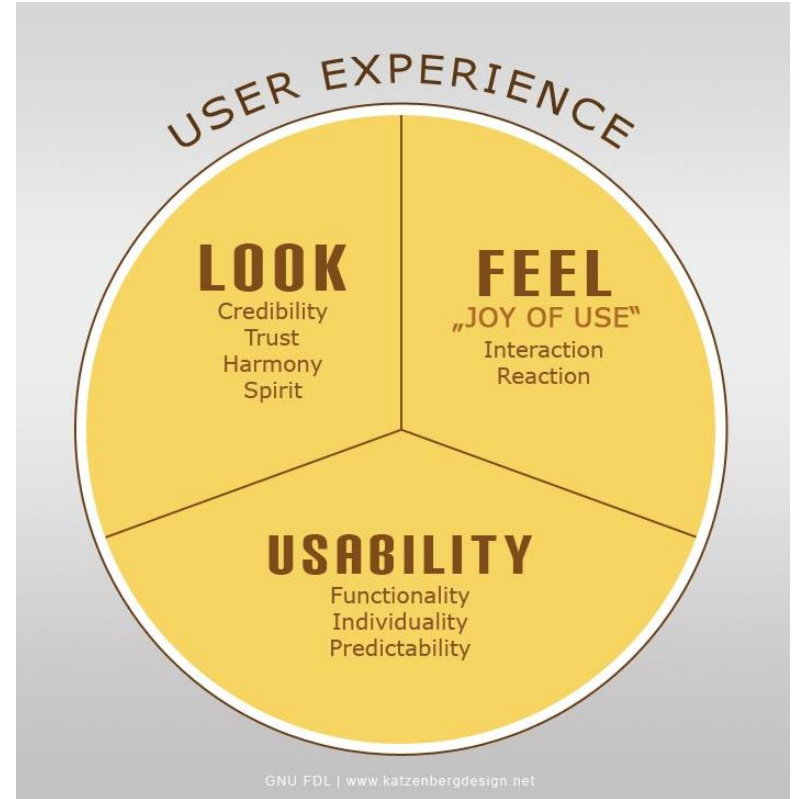 USER EXPERIENCE
LOOK
Credibility
Trust
Harmony
Spirit
FEEL
„JOY OF USE“
Interaction
Reaction
USABILITY
Functionality
Individuality
Predictability
GNU FDL | www.katzenbergdesign.net